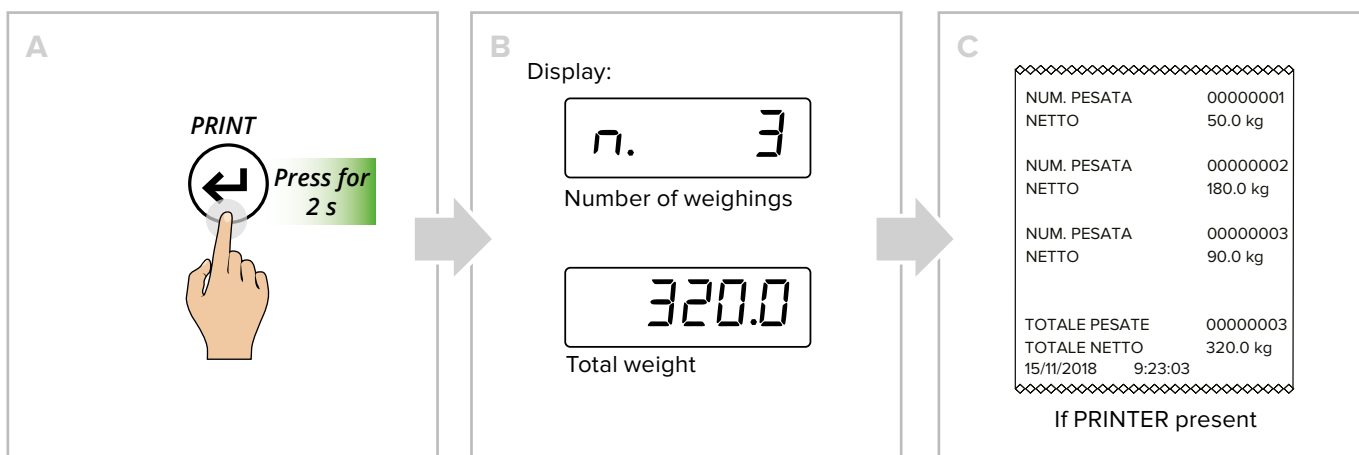 A
PRINT
Press for
2 s
B
Display:
n. 3
Number of weighings
320.0
Total weight
C
NUM. PESATA 00000001
NETTO 50.0 kg
NUM. PESATA 00000002
NETTO 180.0 kg
NUM. PESATA 00000003
NETTO 90.0 kg
TOTALE PESATE 00000003
TOTALE NETTO 320.0 kg
15/11/2018 9:23:03
If PRINTER present